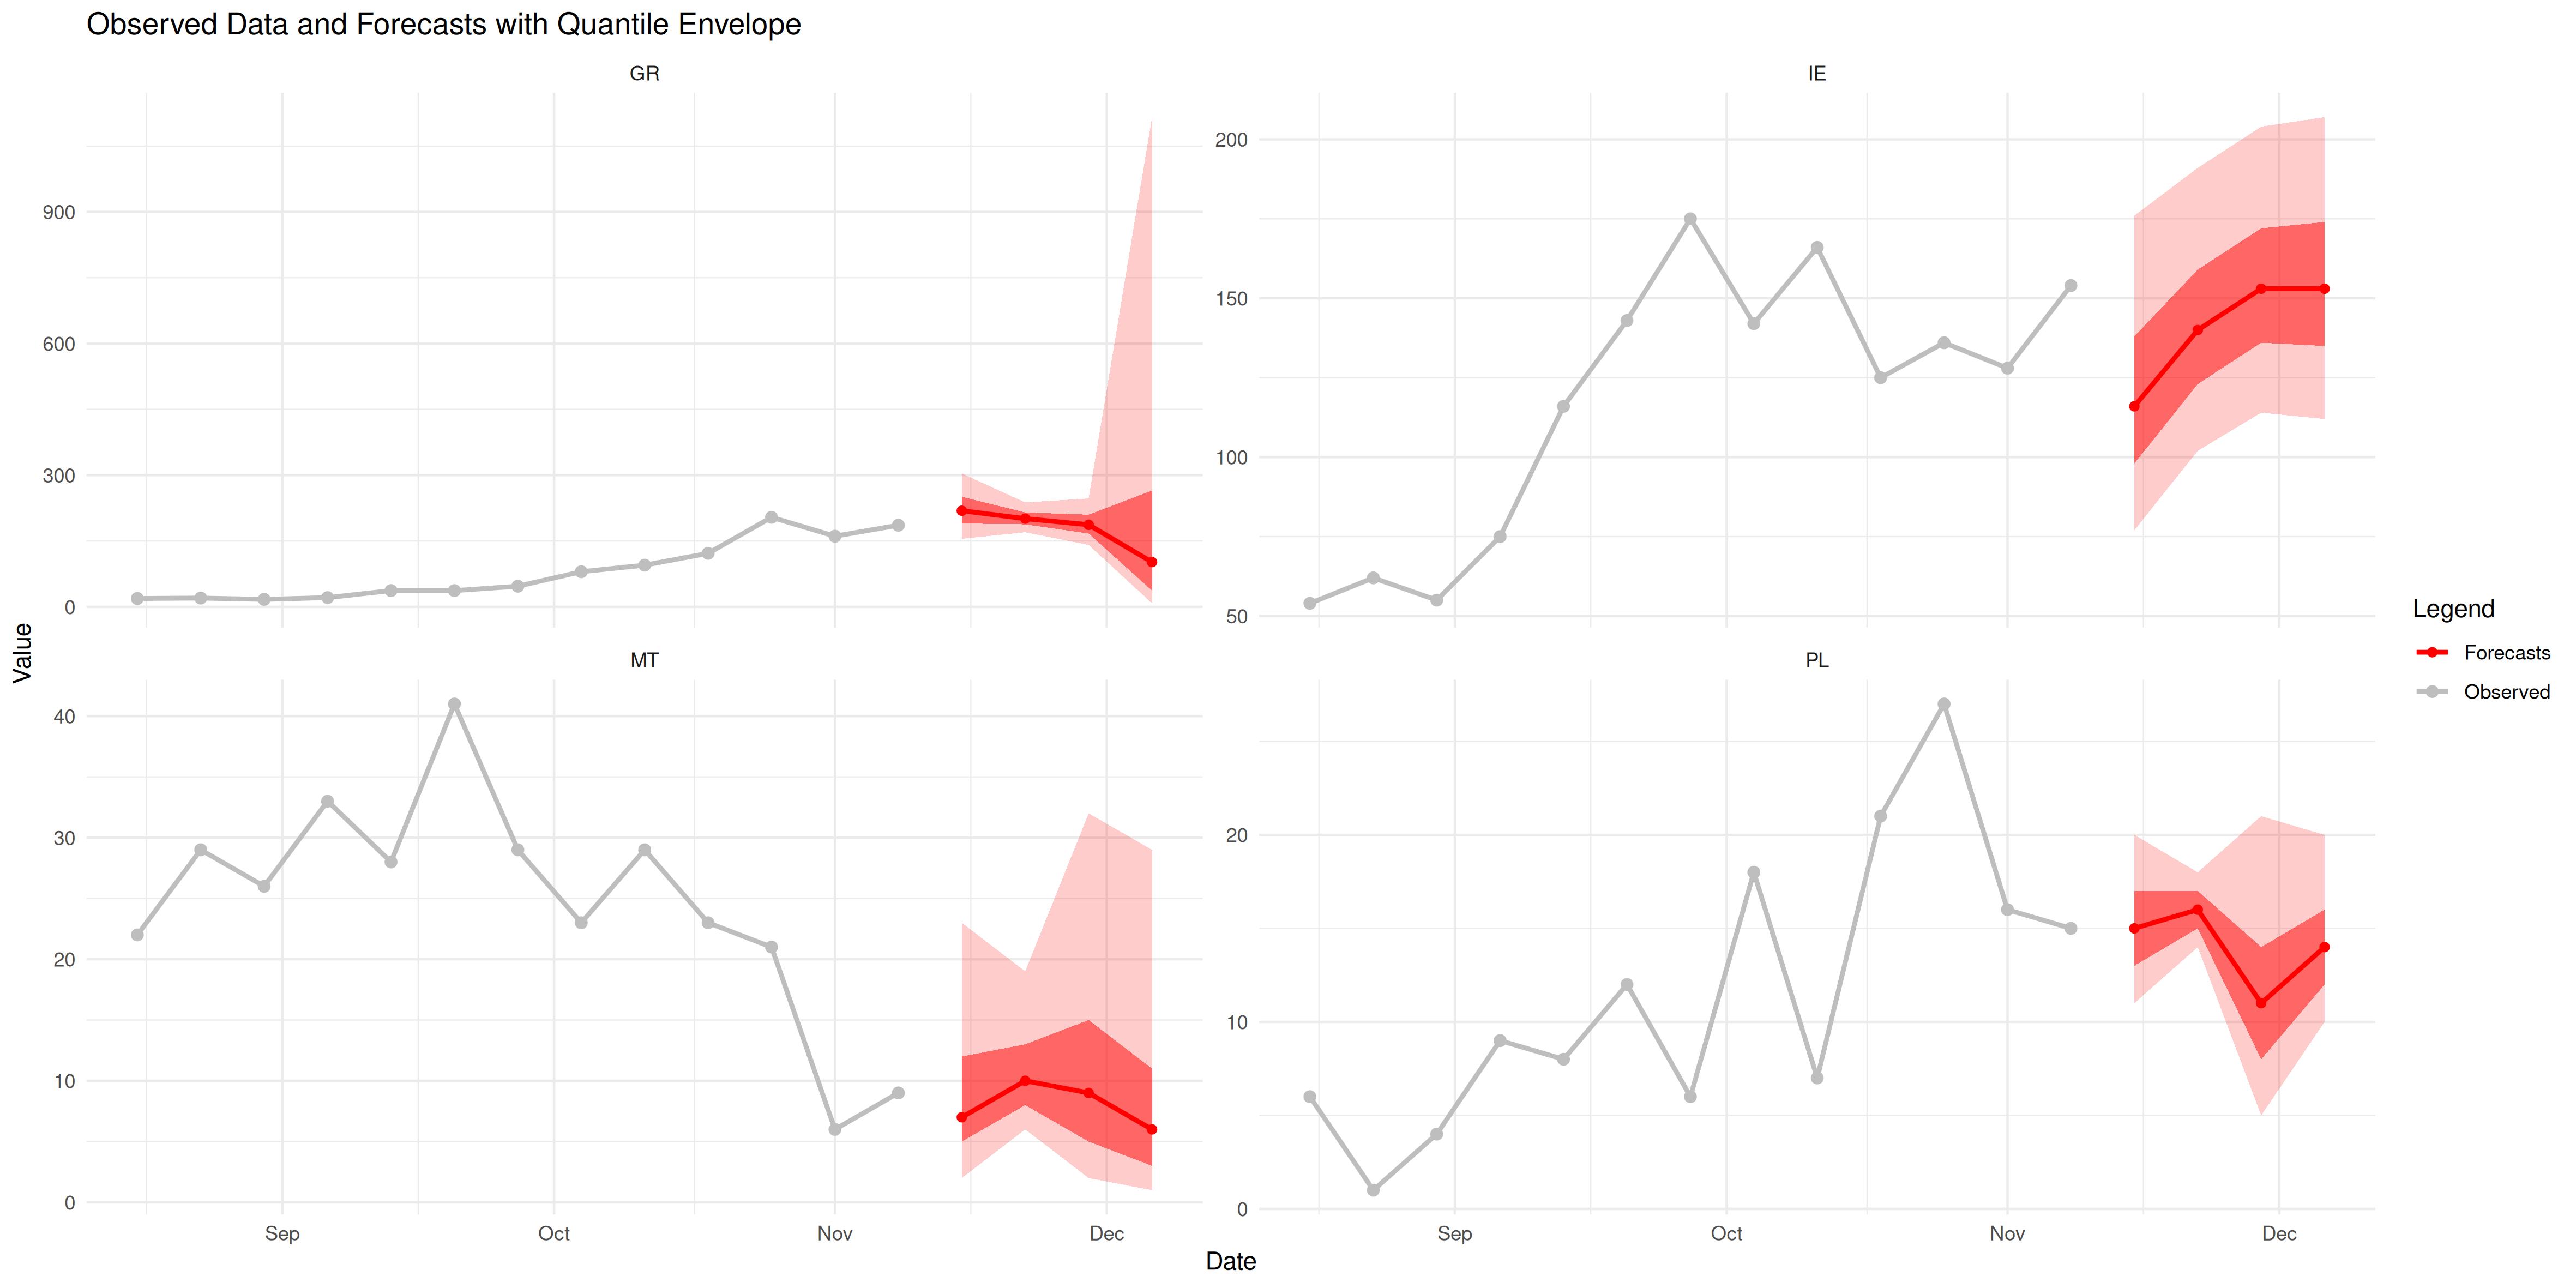 Observed Data and Forecasts with Quantile Envelope
GR
IE
900
600
300
0
200
150
100
50
MT
PL
40
30
20
10
0
20
10
0
Sep Oct Nov Dec
Sep Oct Nov Dec
Value
Date
Legend
Forecasts
Observed